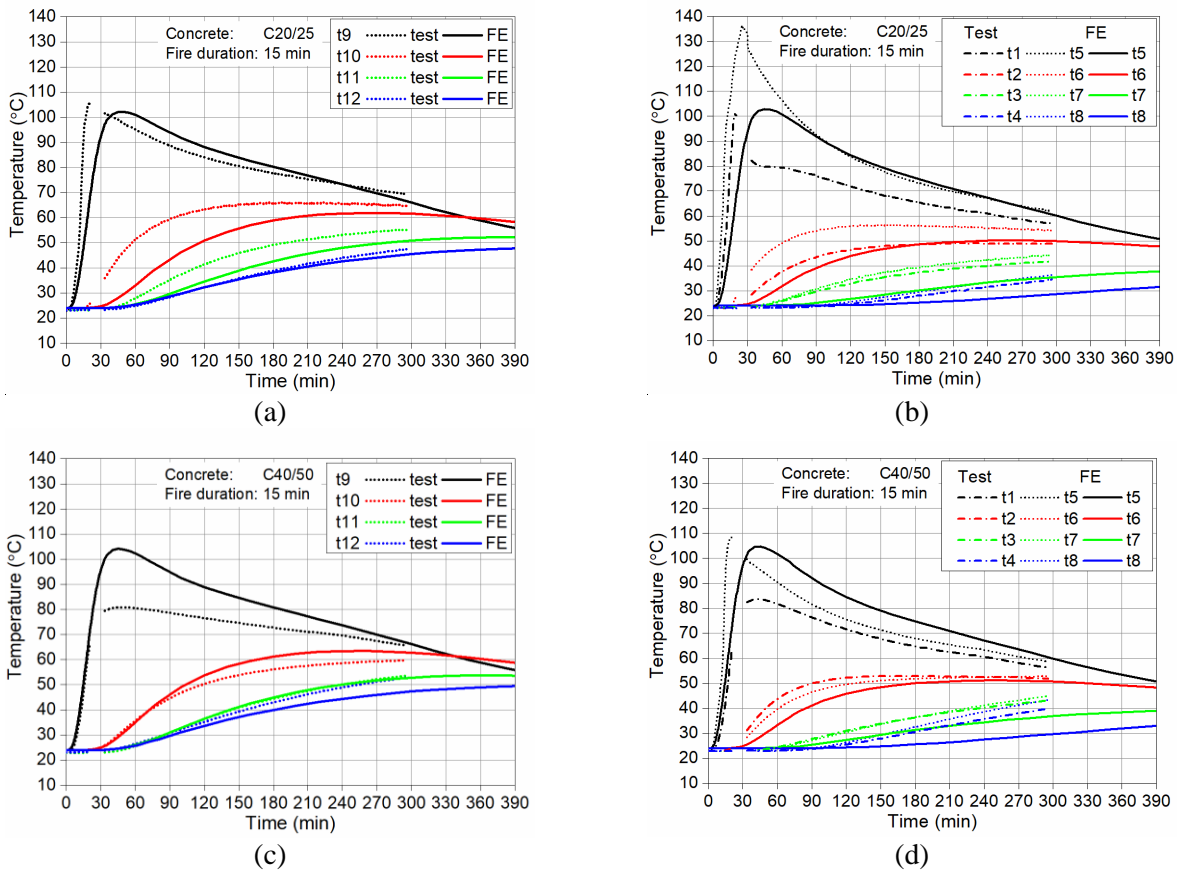 Concrete: C20/25
Fire duration: 15 min
t9 test FE
t10 test FE
t11 test FE
t12 test FE
Temperature (°C)
140
130
120
110
100
90
80
70
60
50
40
30
20
10
0 30 60 90 120 150 180 210 240 270 300 330 360 390
Time (min)
(a)
Concrete: C20/25
Fire duration: 15 min
Test FE
t1 t5 t5
t2 t6 t6
t3 t7 t7
t4 t8 t8
Temperature (°C)
140
130
120
110
100
90
80
70
60
50
40
30
20
10
0 30 60 90 120 150 180 210 240 270 300 330 360 390
Time (min)
(b)
Concrete: C40/50
Fire duration: 15 min
t9 test FE
t10 test FE
t11 test FE
t12 test FE
Temperature (°C)
140
130
120
110
100
90
80
70
60
50
40
30
20
10
0 30 60 90 120 150 180 210 240 270 300 330 360 390
Time (min)
(c)
Concrete: C40/50
Fire duration: 15 min
Test FE
t1 t5 t5
t2 t6 t6
t3 t7 t7
t4 t8 t8
Temperature (°C)
140
130
120
110
100
90
80
70
60
50
40
30
20
10
0 30 60 90 120 150 180 210 240 270 300 330 360 390
Time (min)
(d)